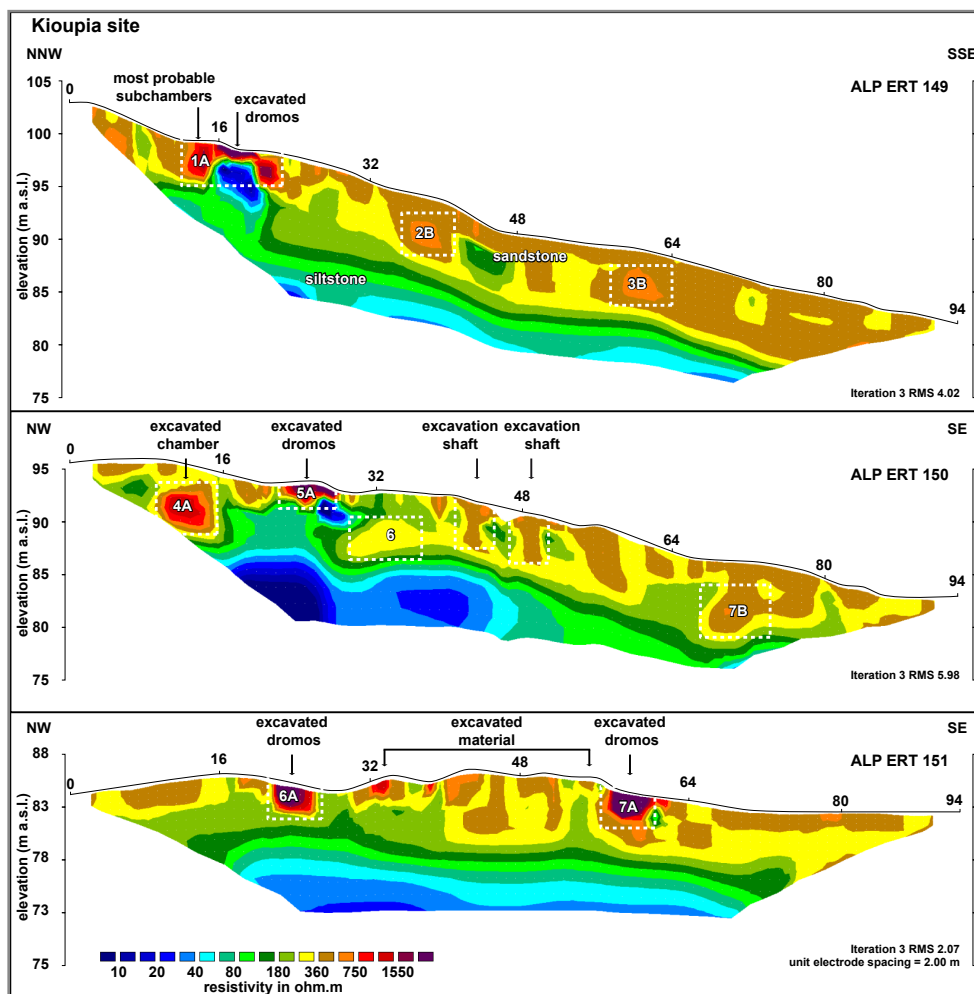 Kioupia site
NNW
SSE
ALP ERT 149
most probable
subchambers
excavated
dromos
0
16
32
48
64
80
94
105
100
95
90
85
80
75
elevation (m a.s.l.)
1A
2B
3B
sandstone
siltstone
Iteration 3 RMS 4.02
NW
SE
ALP ERT 150
excavated
chamber
excavated
dromos
excavation
shaft
excavation
shaft
0
16
32
48
64
80
94
95
90
85
80
75
elevation (m a.s.l.)
4A
5A
6
7B
Iteration 3 RMS 5.98
NW
SE
ALP ERT 151
excavated
dromos
excavated
material
excavated
dromos
0
16
32
48
64
80
94
88
83
78
73
75
elevation (m a.s.l.)
6A
7A
Iteration 3 RMS 2.07
unit electrode spacing = 2.00 m
10 20 40 80 180 360 750 1550
resistivity in ohm.m